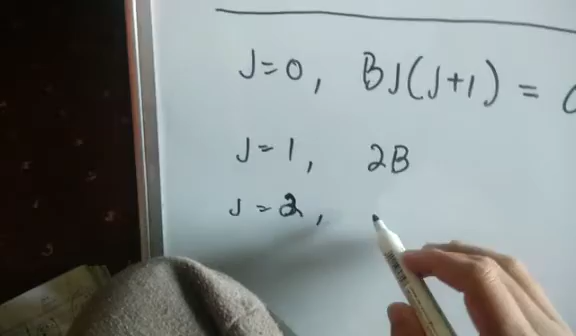 J=0, BJ(J+1) =
J=1, 2B
J=2,